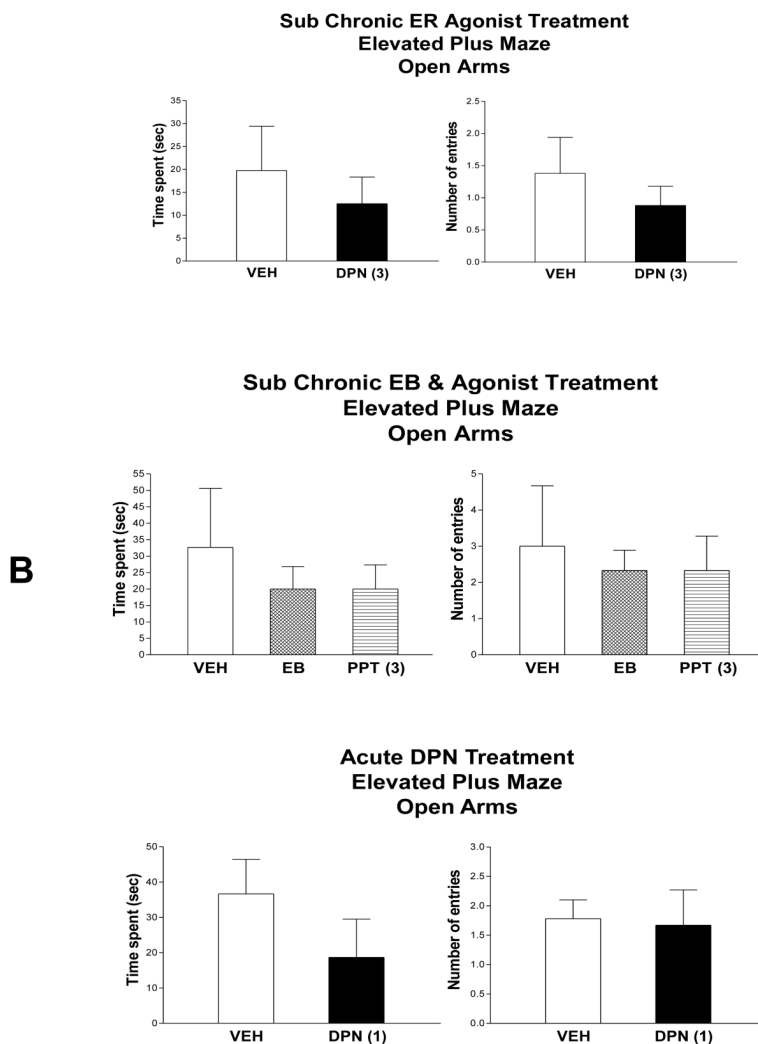 Sub Chronic ER Agonist Treatment
Elevated Plus Maze
Open Arms
Time spent (sec)
35
30
25
20
15
10
5
0
VEH
DPN (3)
Number of entries
2.5
2.0
1.5
1.0
0.5
0.0
VEH
DPN (3)
Sub Chronic EB & Agonist Treatment
Elevated Plus Maze
Open Arms
B
Time spent (sec)
55
50
45
40
35
30
25
20
15
10
5
0
VEH
EB
PPT (3)
Number of entries
5
4
3
2
1
0
VEH
EB
PPT (3)
Acute DPN Treatment
Elevated Plus Maze
Open Arms
Time spent (sec)
50
40
30
20
10
0
VEH
DPN (1)
Number of entries
3.0
2.5
2.0
1.5
1.0
0.5
0.0
VEH
DPN (1)